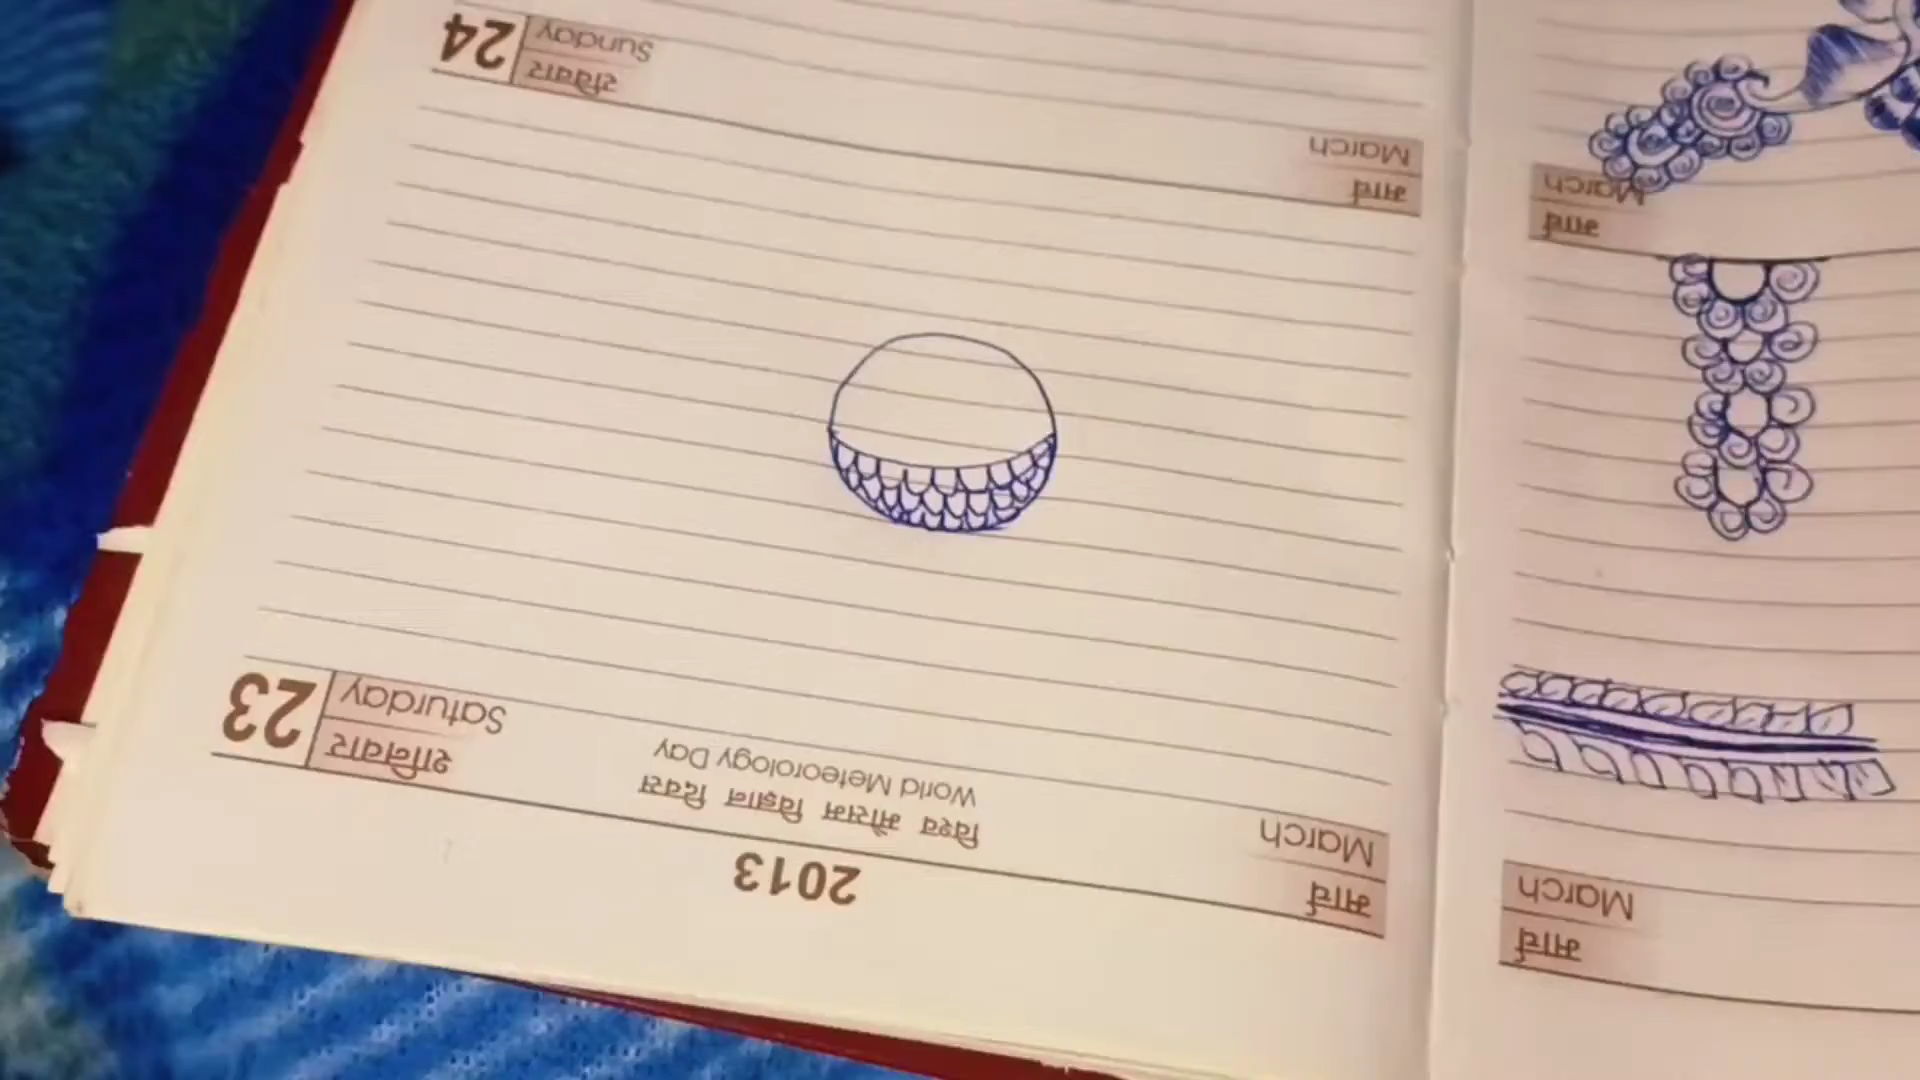 2013
मार्च
March
विश्व मौसम विज्ञान दिवस
World Meteorology Day
शनिवार
Saturday
23
मार्च
March
रविवार
Sunday
24
मार्च
March
मार्च
March